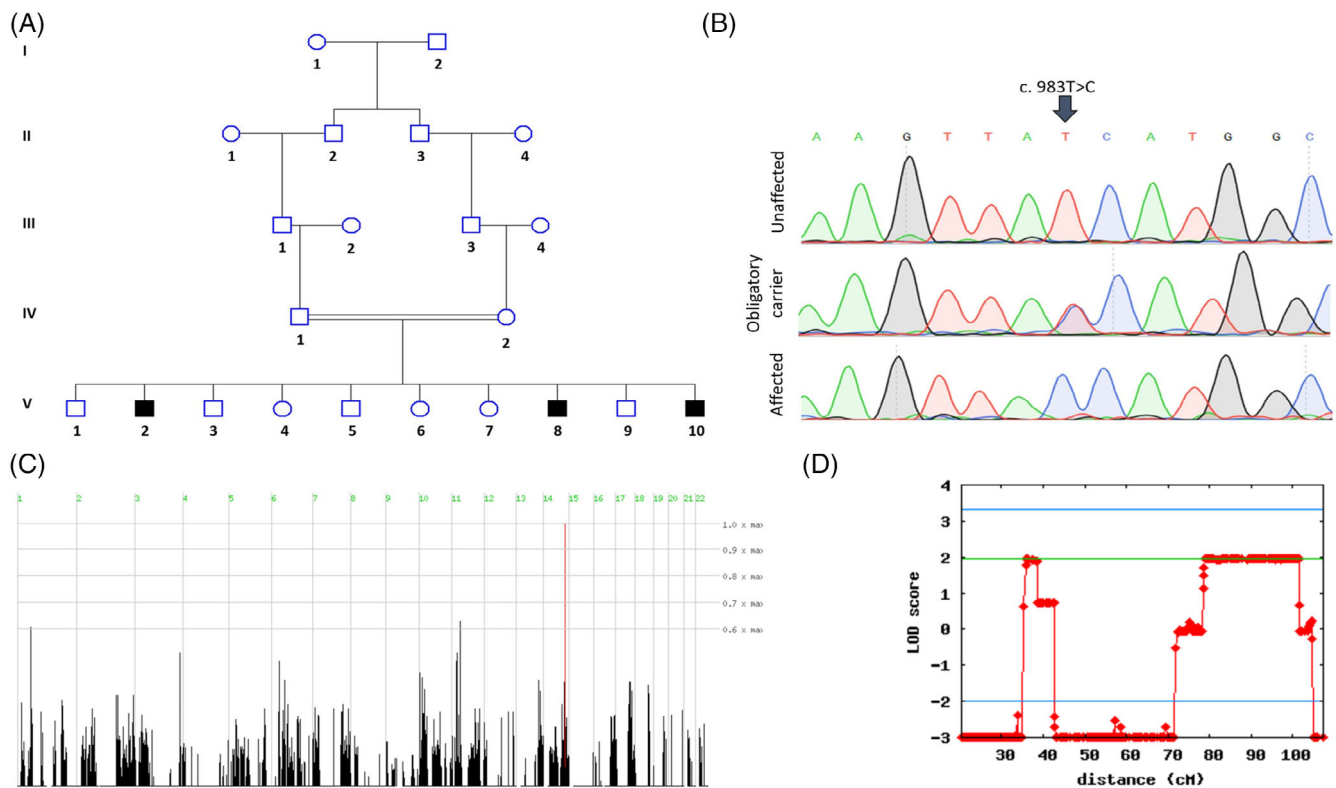 (A)
I
1 2
II
1 2 3 4
III
1 2 3 4
IV
1 2
V
1 2 3 4 5 6 7 8 9 10
(B)
c. 983T>C
A A G T T A T C A T G G C
Unaffected
Obligatory carrier
Affected
(C)
1 2 3 4 5 6 7 8 9 10 11 12 13 14 15 16 17 18 19 20 21 22
1.0 x max
0.9 x max
0.8 x max
0.7 x max
0.6 x max
(D)
4
3
2
1
0
-1
-2
-3
LOD score
30 40 50 60 70 80 90 100
distance (cM)